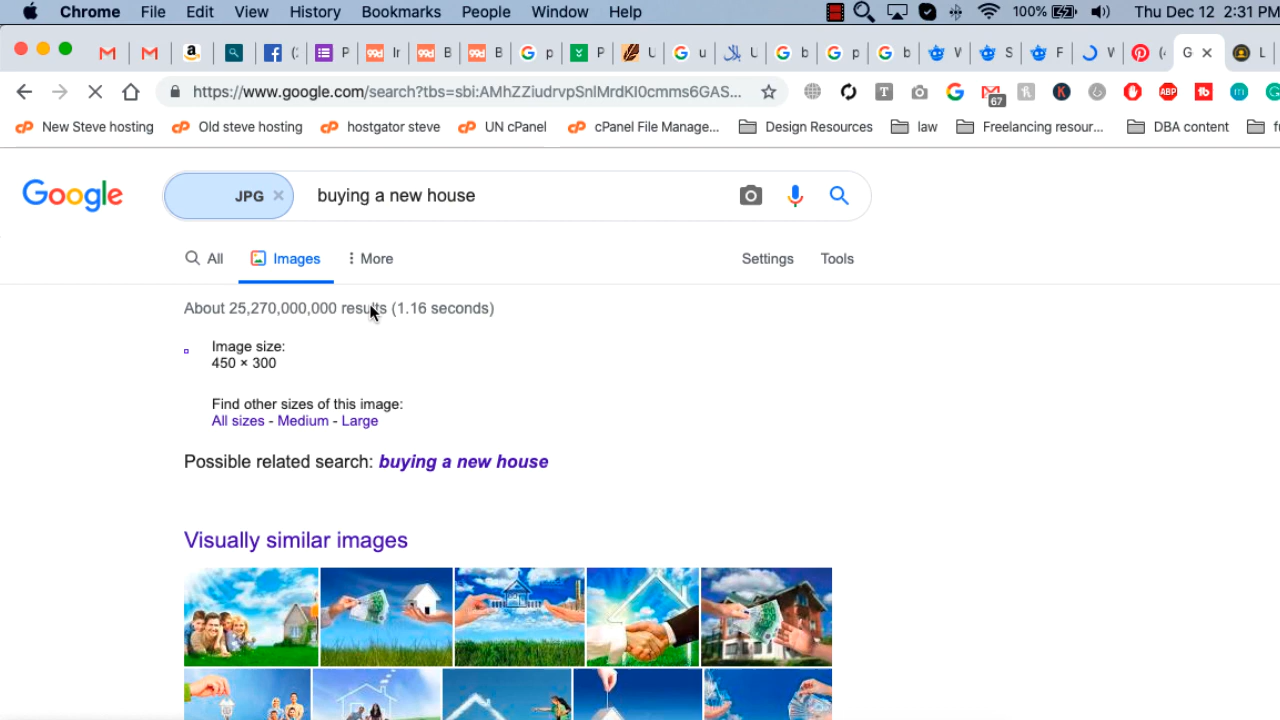 Chrome File Edit View History Bookmarks People Window Help 100% Thu Dec 12 2:31 PM
https://www.google.com/search?tbs=sbi:AMhZZiudrvpSnlMrdKl0cmms6GAS... T 67 K ABP m
New Steve hosting Old steve hosting hostgator steve UN cPanel cPanel File Manage... Design Resources law Freelancing resour... DBA content
Google JPG × buying a new house
All Images More Settings Tools
About 25,270,000,000 results (1.16 seconds)
Image size:
450 × 300
Find other sizes of this image:
All sizes - Medium - Large
Possible related search: buying a new house
Visually similar images